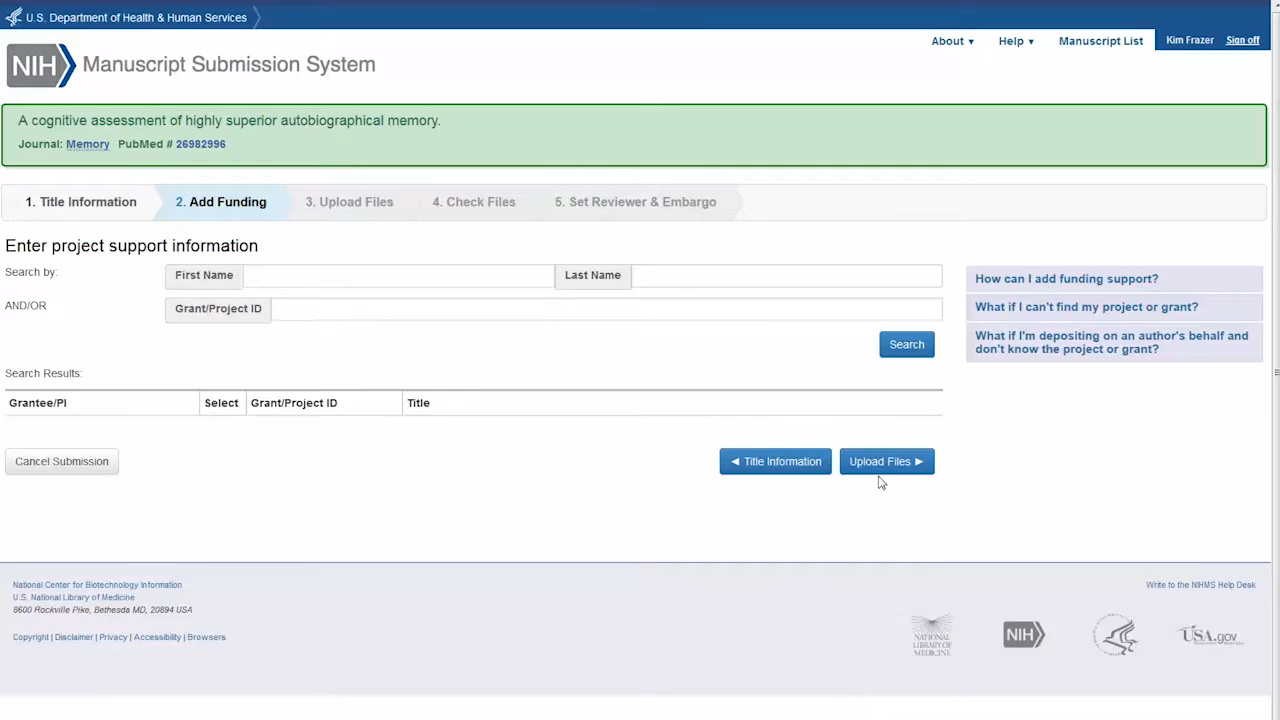 U.S. Department of Health & Human Services
About ▼ Help ▼ Manuscript List Kim Frazer Sign off
NIH Manuscript Submission System
A cognitive assessment of highly superior autobiographical memory.
Journal: Memory PubMed # 26982996
1. Title Information 2. Add Funding 3. Upload Files 4. Check Files 5. Set Reviewer & Embargo
Enter project support information
Search by: First Name Last Name
AND/OR Grant/Project ID
Search
How can I add funding support?
What if I can't find my project or grant?
What if I'm depositing on an author's behalf and
don't know the project or grant?
Search Results:
Grantee/PI Select Grant/Project ID Title
Cancel Submission ◄ Title Information Upload Files ►
National Center for Biotechnology Information
U.S. National Library of Medicine
8600 Rockville Pike, Bethesda MD, 20894 USA
Copyright | Disclaimer | Privacy | Accessibility | Browsers
Write to the NIHMS Help Desk
NATIONAL
LIBRARY OF
MEDICINE
NIH
USA.gov